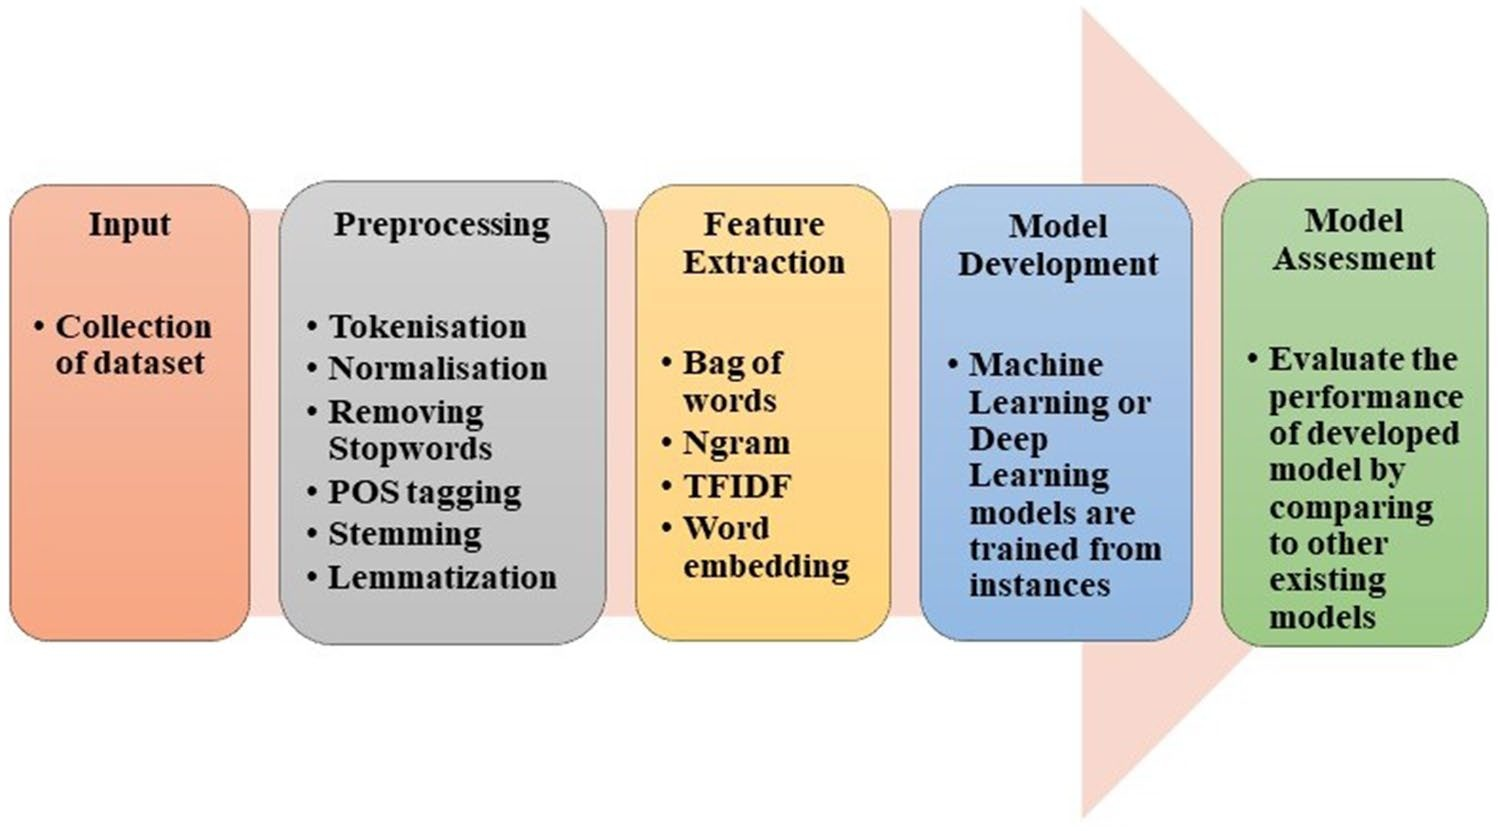 Input
• Collection
of dataset
Preprocessing
• Tokenisation
• Normalisation
• Removing
Stopwords
• POS tagging
• Stemming
• Lemmatization
Feature
Extraction
• Bag of
words
• Ngram
• TFIDF
• Word
embedding
Model
Development
• Machine
Learning or
Deep
Learning
models are
trained from
instances
Model
Assesment
• Evaluate the
performance
of developed
model by
comparing
to other
existing
models